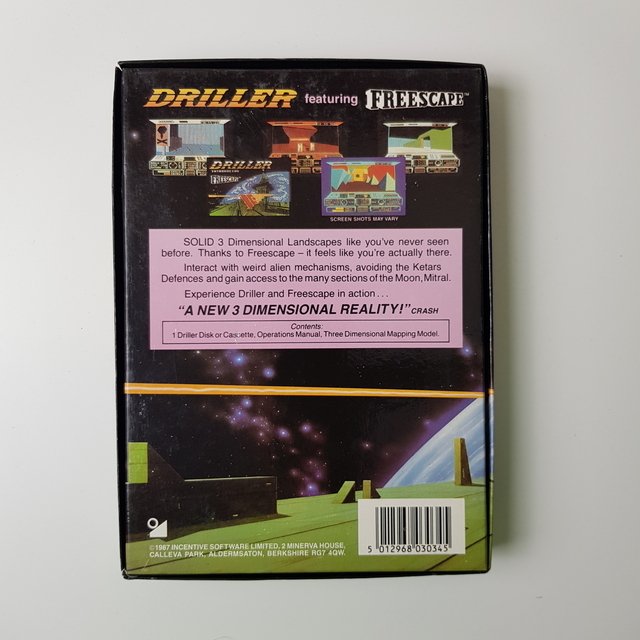 DRILLER featuring FREESCAPE™
DRILLER
FREESCAPE
SCREEN SHOTS MAY VARY
SOLID 3 Dimensional Landscapes like you've never seen
before. Thanks to Freescape – it feels like you're actually there.
Interact with weird alien mechanisms, avoiding the Ketars
Defences and gain access to the many sections of the Moon, Mitral.
Experience Driller and Freescape in action...
"A NEW 3 DIMENSIONAL REALITY!" CRASH
Contents:
1 Driller Disk or Cassette, Operations Manual, Three Dimensional Mapping Model.
©1987 INCENTIVE SOFTWARE LIMITED, 2 MINERVA HOUSE,
CALLEVA PARK, ALDERMSATON, BERKSHIRE RG7 4QW.
5 012968 030345